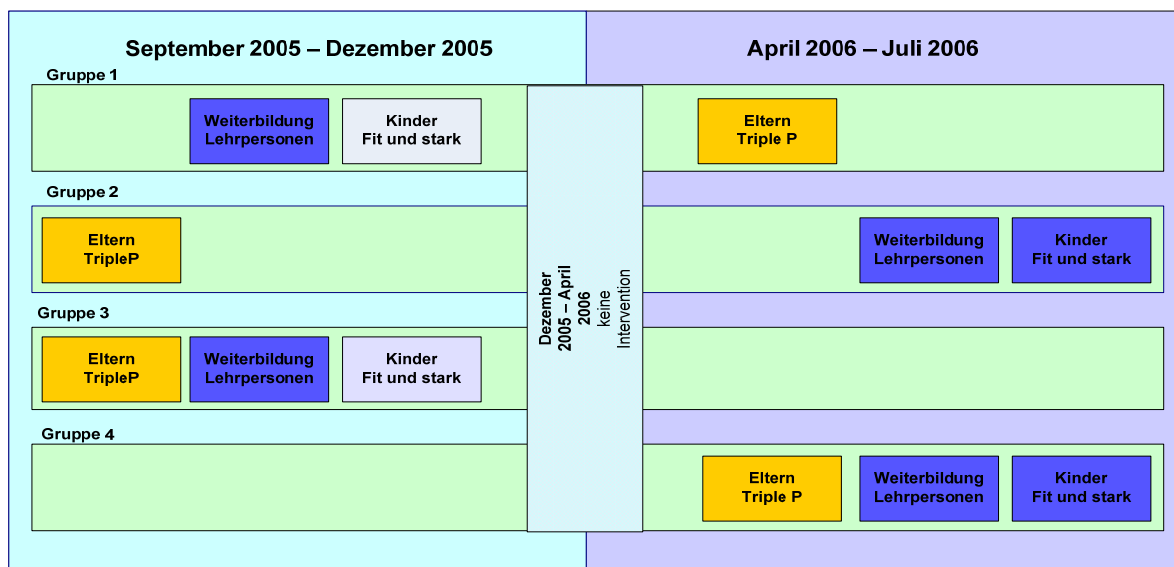 September 2005 – Dezember 2005
April 2006 – Juli 2006
Gruppe 1
Weiterbildung
Lehrpersonen
Kinder
Fit und stark
Eltern
Triple P
Gruppe 2
Eltern
TripleP
Weiterbildung
Lehrpersonen
Kinder
Fit und stark
Dezember
2005 – April
2006
keine
Intervention
Gruppe 3
Eltern
TripleP
Weiterbildung
Lehrpersonen
Kinder
Fit und stark
Gruppe 4
Eltern
Triple P
Weiterbildung
Lehrpersonen
Kinder
Fit und stark